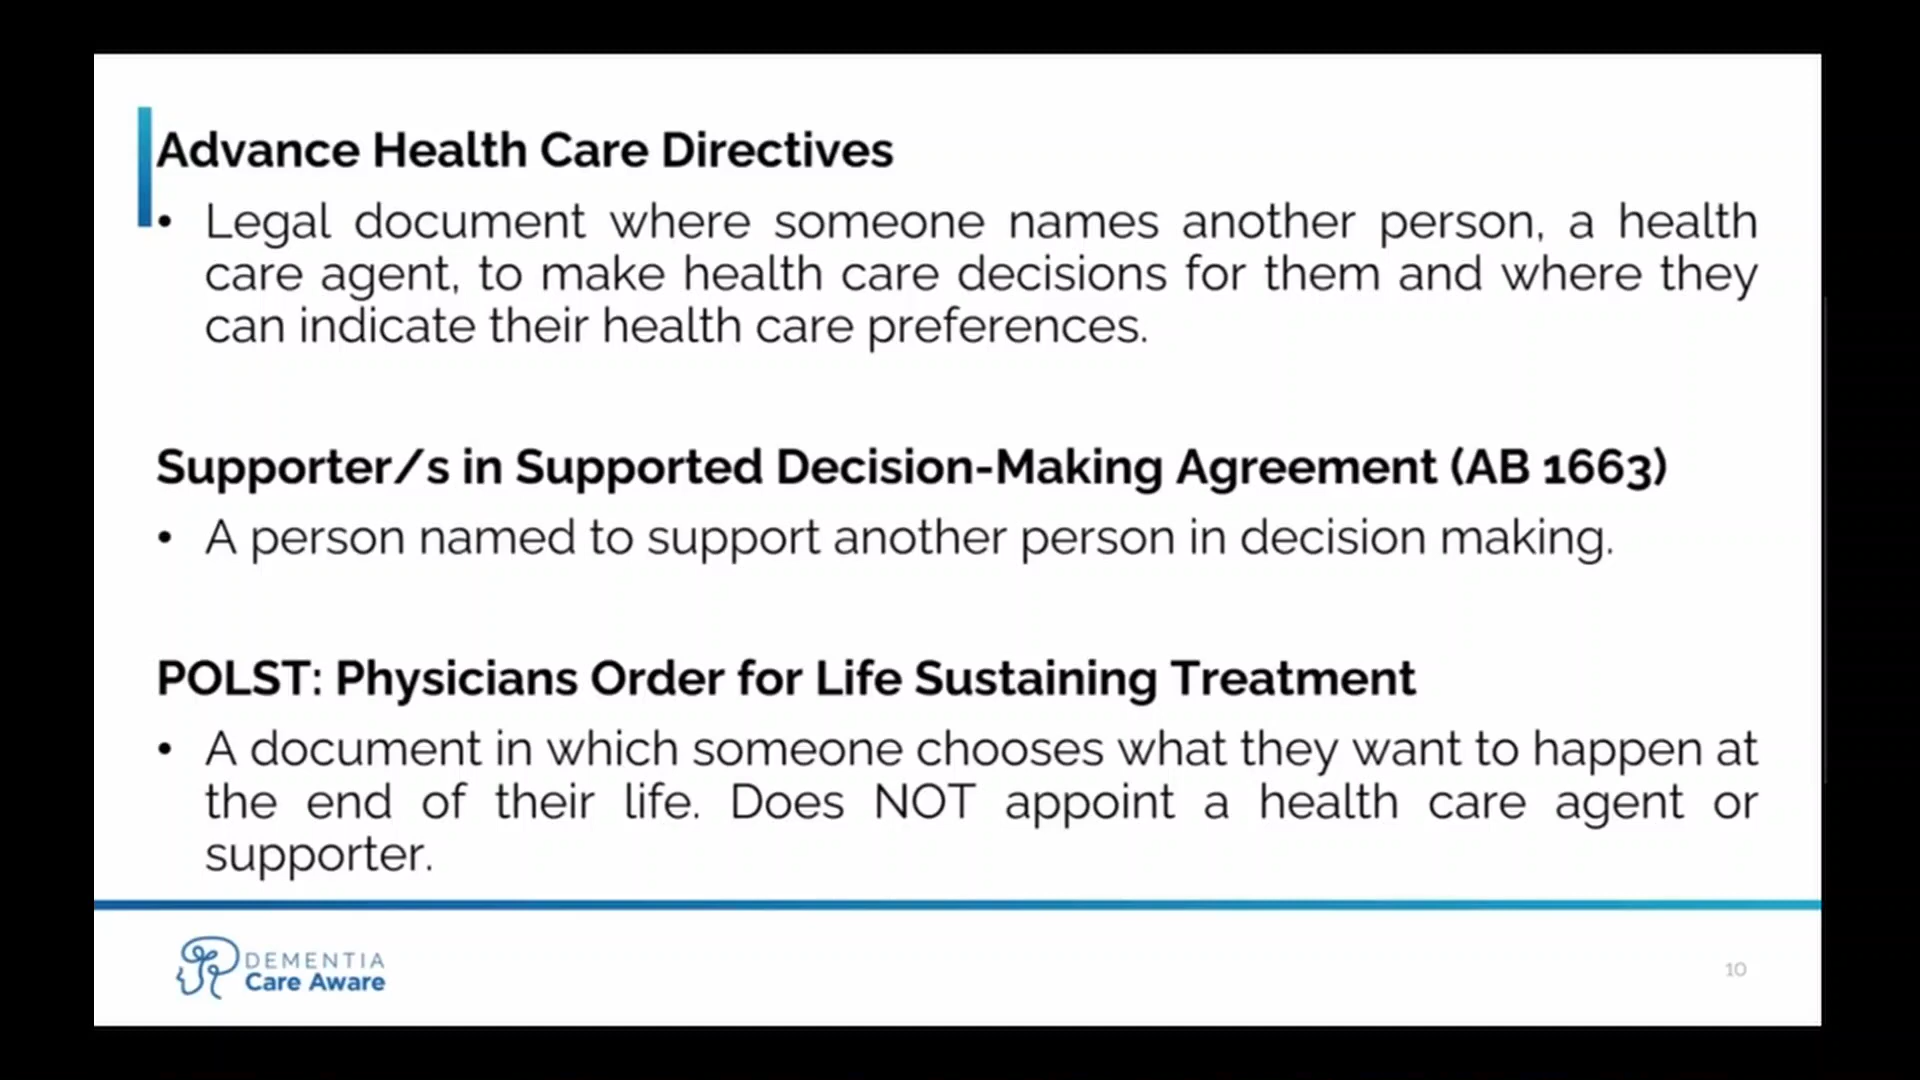 Advance Health Care Directives
• Legal document where someone names another person, a health
care agent, to make health care decisions for them and where they
can indicate their health care preferences.
Supporter/s in Supported Decision-Making Agreement (AB 1663)
• A person named to support another person in decision making.
POLST: Physicians Order for Life Sustaining Treatment
• A document in which someone chooses what they want to happen at
the end of their life. Does NOT appoint a health care agent or
supporter.
DEMENTIA
Care Aware
10